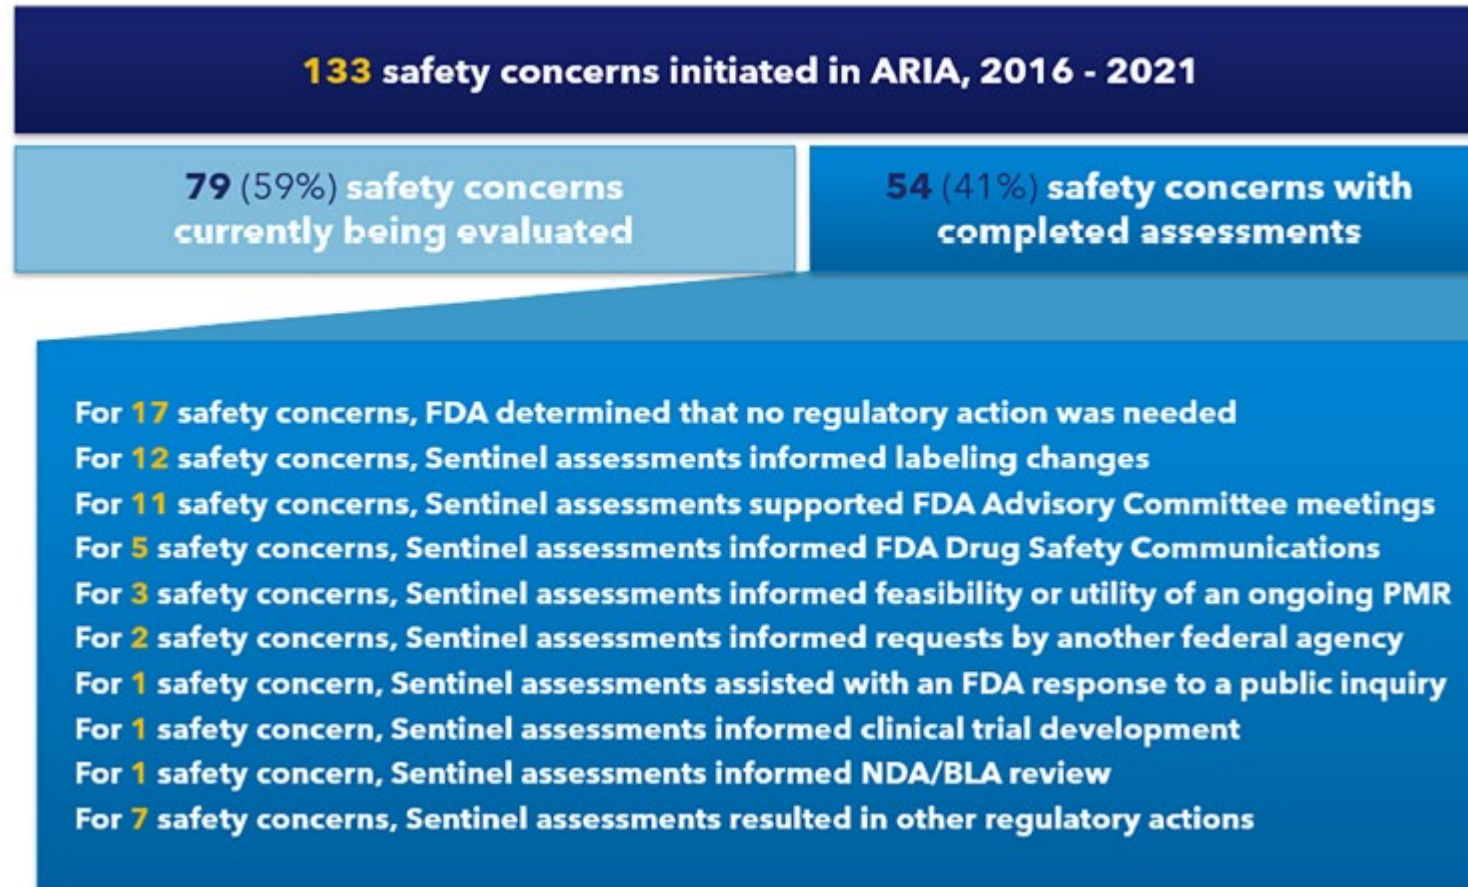 133 safety concerns initiated in ARIA, 2016 - 2021
79 (59%) safety concerns
currently being evaluated
54 (41%) safety concerns with
completed assessments
For 17 safety concerns, FDA determined that no regulatory action was needed
For 12 safety concerns, Sentinel assessments informed labeling changes
For 11 safety concerns, Sentinel assessments supported FDA Advisory Committee meetings
For 5 safety concerns, Sentinel assessments informed FDA Drug Safety Communications
For 3 safety concerns, Sentinel assessments informed feasibility or utility of an ongoing PMR
For 2 safety concerns, Sentinel assessments informed requests by another federal agency
For 1 safety concern, Sentinel assessments assisted with an FDA response to a public inquiry
For 1 safety concern, Sentinel assessments informed clinical trial development
For 1 safety concern, Sentinel assessments informed NDA/BLA review
For 7 safety concerns, Sentinel assessments resulted in other regulatory actions